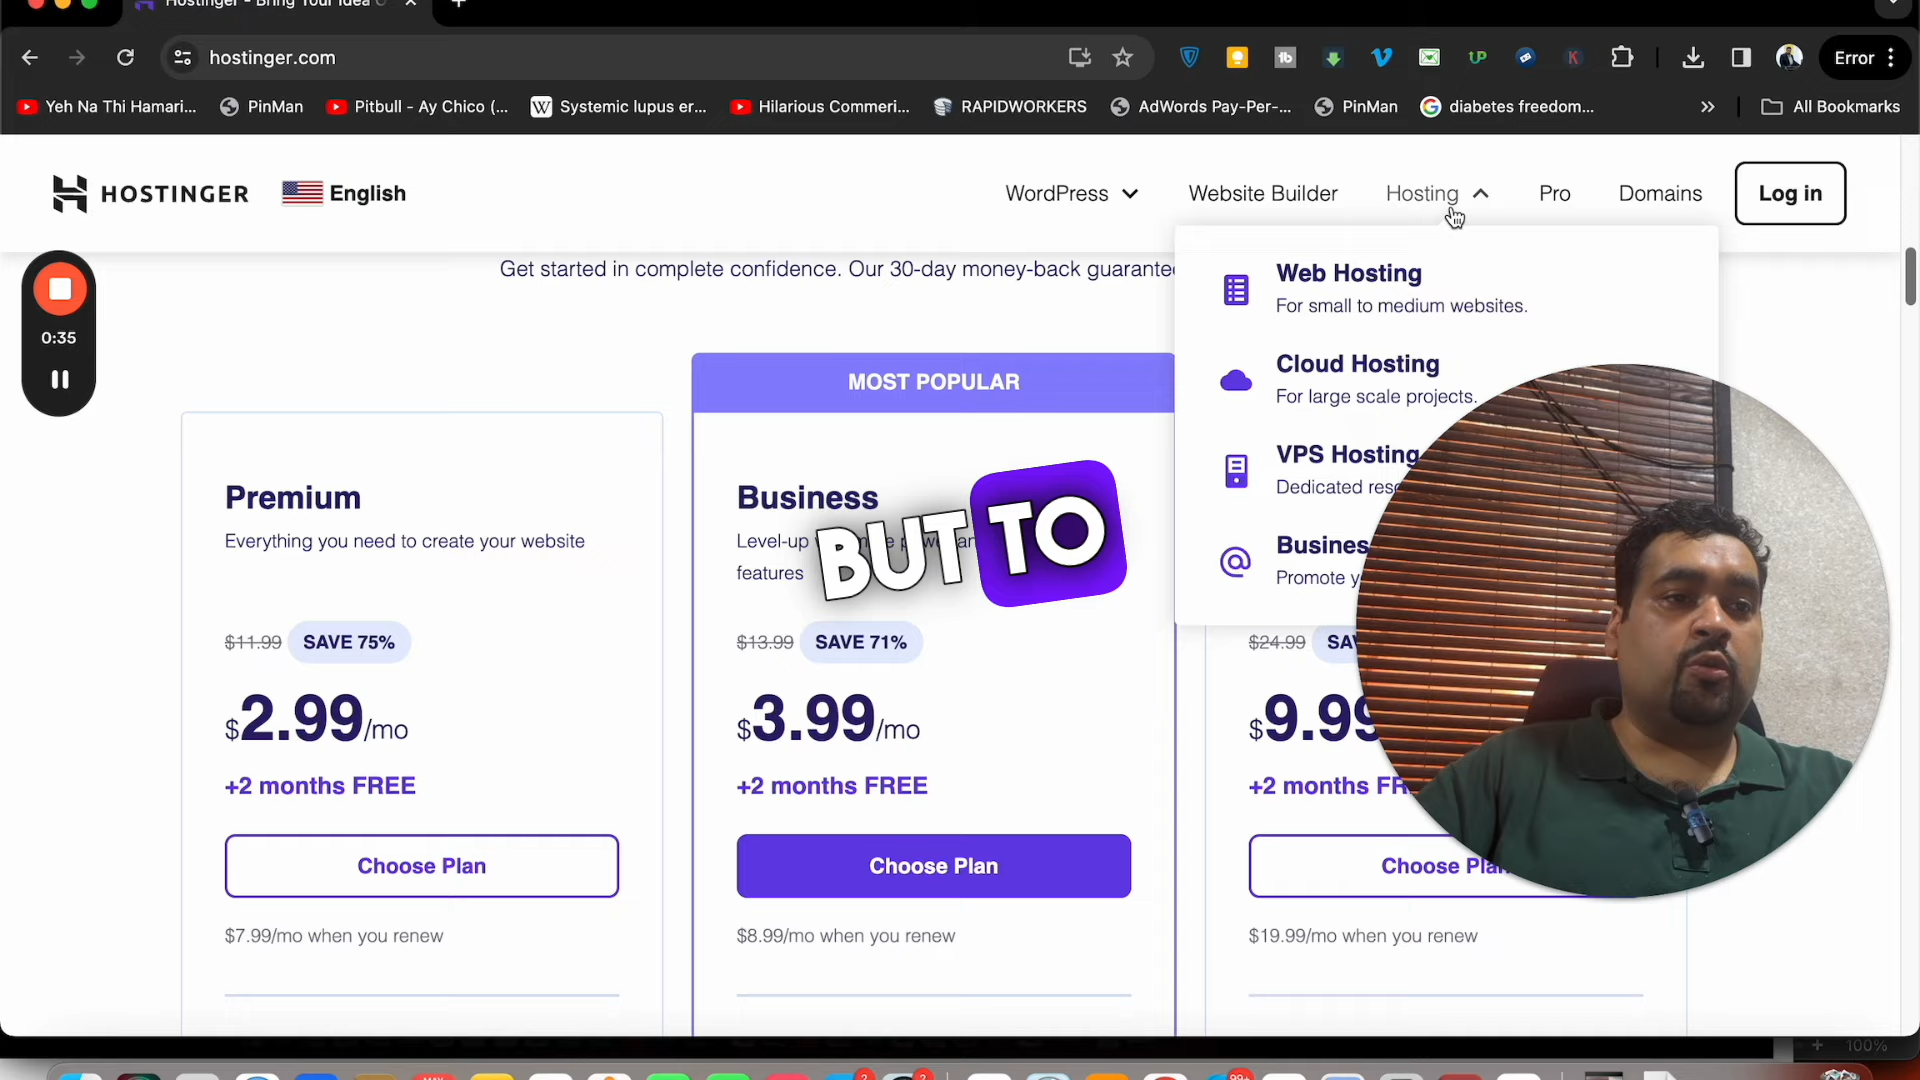 Hostinger - Bring Your Idea O
hostinger.com
Error
Yeh Na Thi Hamari...
PinMan
Pitbull - Ay Chico (...
Systemic lupus er...
Hilarious Commeri...
RAPIDWORKERS
AdWords Pay-Per-...
PinMan
diabetes freedom...
All Bookmarks
HOSTINGER
English
WordPress
Website Builder
Hosting
Pro
Domains
Log in
Get started in complete confidence. Our 30-day money-back guarante
Web Hosting
For small to medium websites.
Cloud Hosting
For large scale projects.
VPS Hosting
Dedicated res
Busines
Promote y
0:35
MOST POPULAR
Premium
Everything you need to create your website
$11.99 SAVE 75%
$2.99/mo
+2 months FREE
Choose Plan
$7.99/mo when you renew
Business
Level-up
features
BUT TO
$13.99 SAVE 71%
$3.99/mo
+2 months FREE
Choose Plan
$8.99/mo when you renew
$24.99 SA
$9.99
+2 months FR
Choose Plan
$19.99/mo when you renew
100%